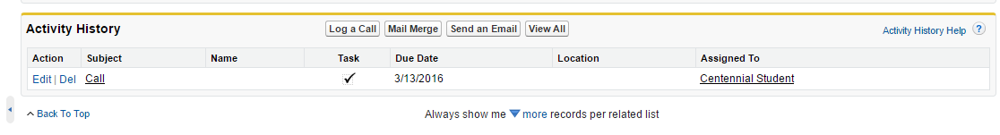 Activity History Log a Call Mail Merge Send an Email View All Activity History Help ?
Action Subject Name Task Due Date Location Assigned To
Edit | Del Call 3/13/2016 Centennial Student
Back To Top Always show me more records per related list